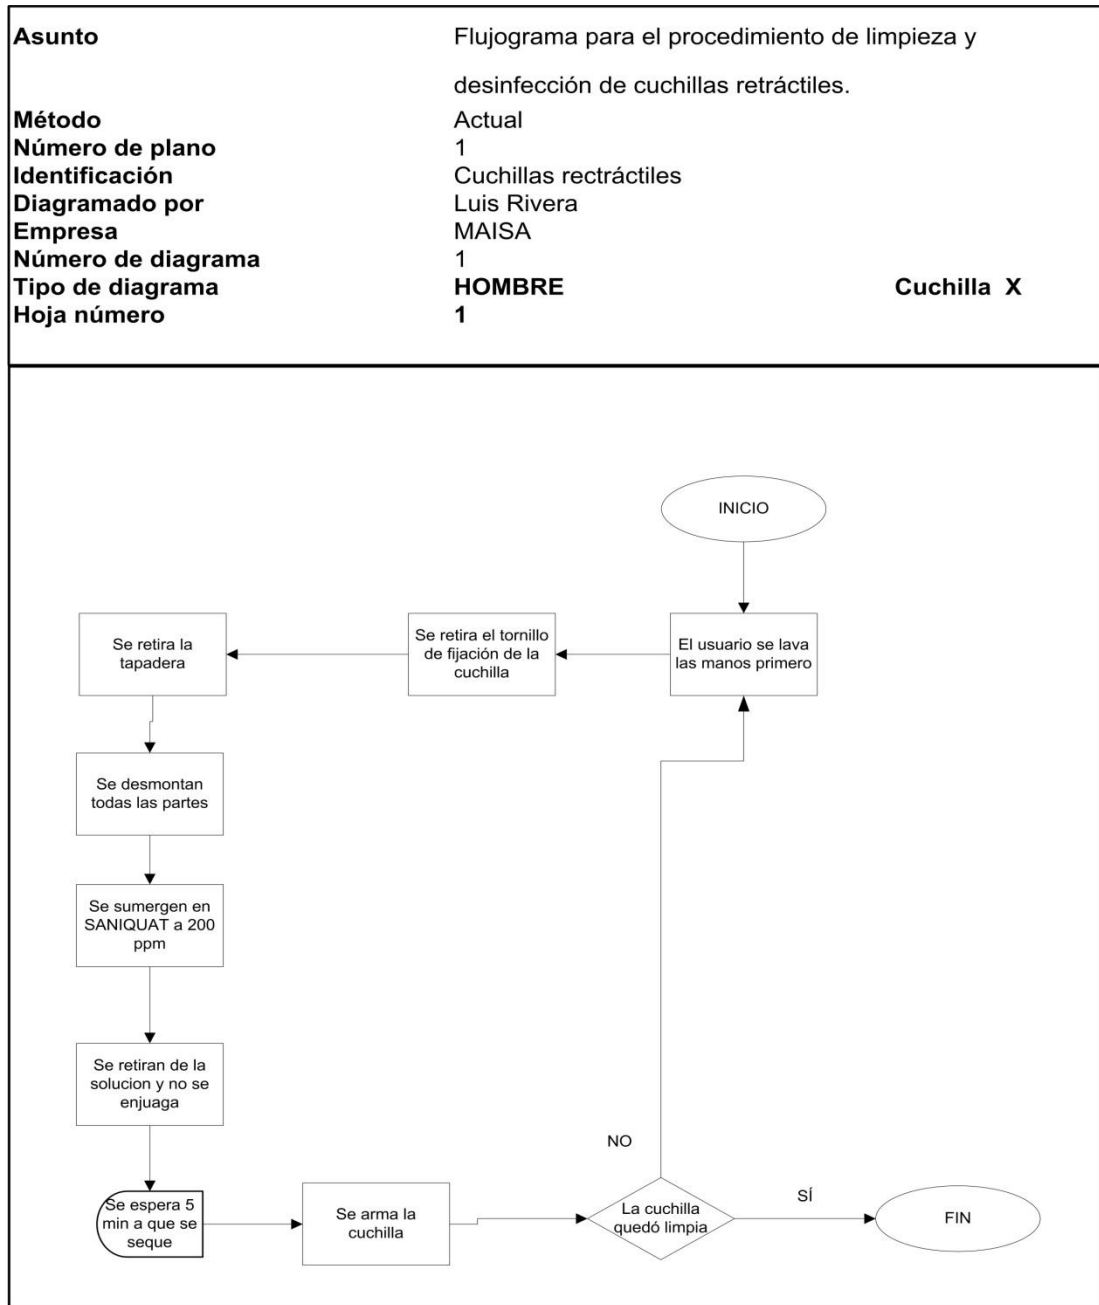 Asunto Flujograma para el procedimiento de limpieza y
desinfección de cuchillas retráctiles.
Método Actual
Número de plano 1
Identificación Cuchillas rectráctiles
Diagramado por Luis Rivera
Empresa MAISA
Número de diagrama 1
Tipo de diagrama HOMBRE Cuchilla X
Hoja número 1
INICIO
El usuario se lava
las manos primero
Se retira el tornillo
de fijación de la
cuchilla
Se retira la
tapadera
Se desmontan
todas las partes
Se sumergen en
SANIQUAT a 200
ppm
Se retiran de la
solucion y no se
enjuaga
Se espera 5
min a que se
seque
Se arma la
cuchilla
La cuchilla
quedó limpia
NO
SÍ
FIN